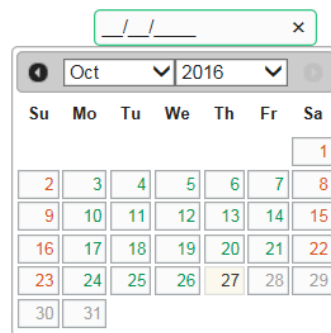 __/__/____ ×
Oct 2016
Su Mo Tu We Th Fr Sa
1
2 3 4 5 6 7 8
9 10 11 12 13 14 15
16 17 18 19 20 21 22
23 24 25 26 27 28 29
30 31